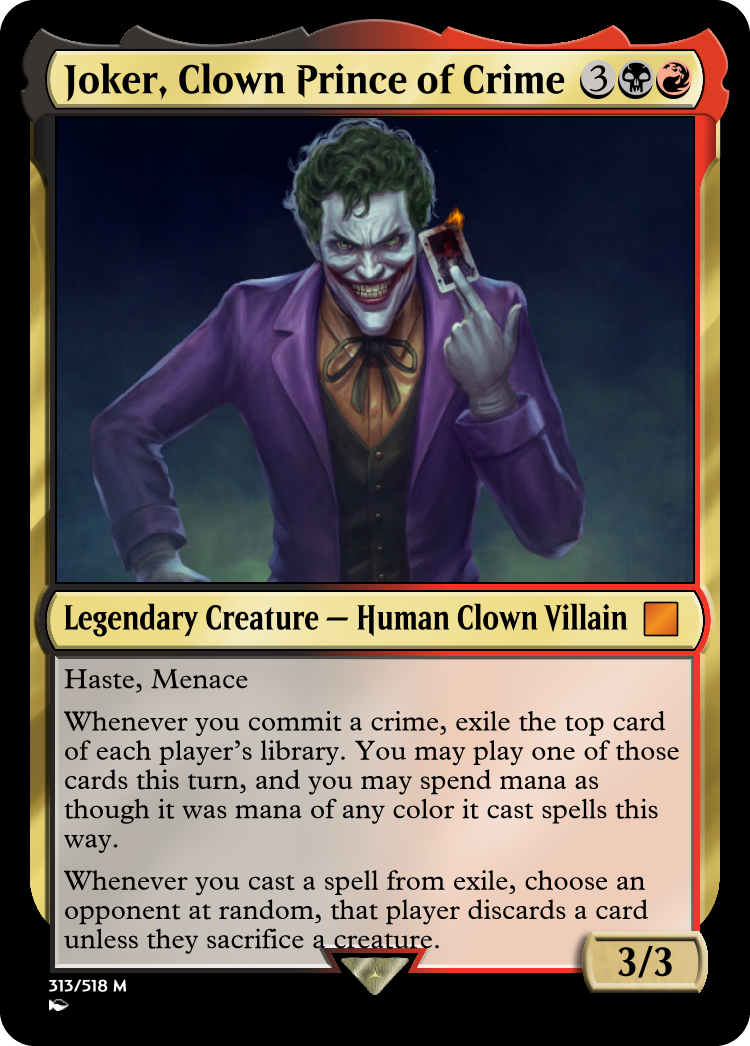 Joker, Clown Prince of Crime 3
Legendary Creature — Human Clown Villain
Haste, Menace
Whenever you commit a crime, exile the top card
of each player's library. You may play one of those
cards this turn, and you may spend mana as
though it was mana of any color it cast spells this
way.
Whenever you cast a spell from exile, choose an
opponent at random, that player discards a card
unless they sacrifice a creature.
3/3
313/518 M